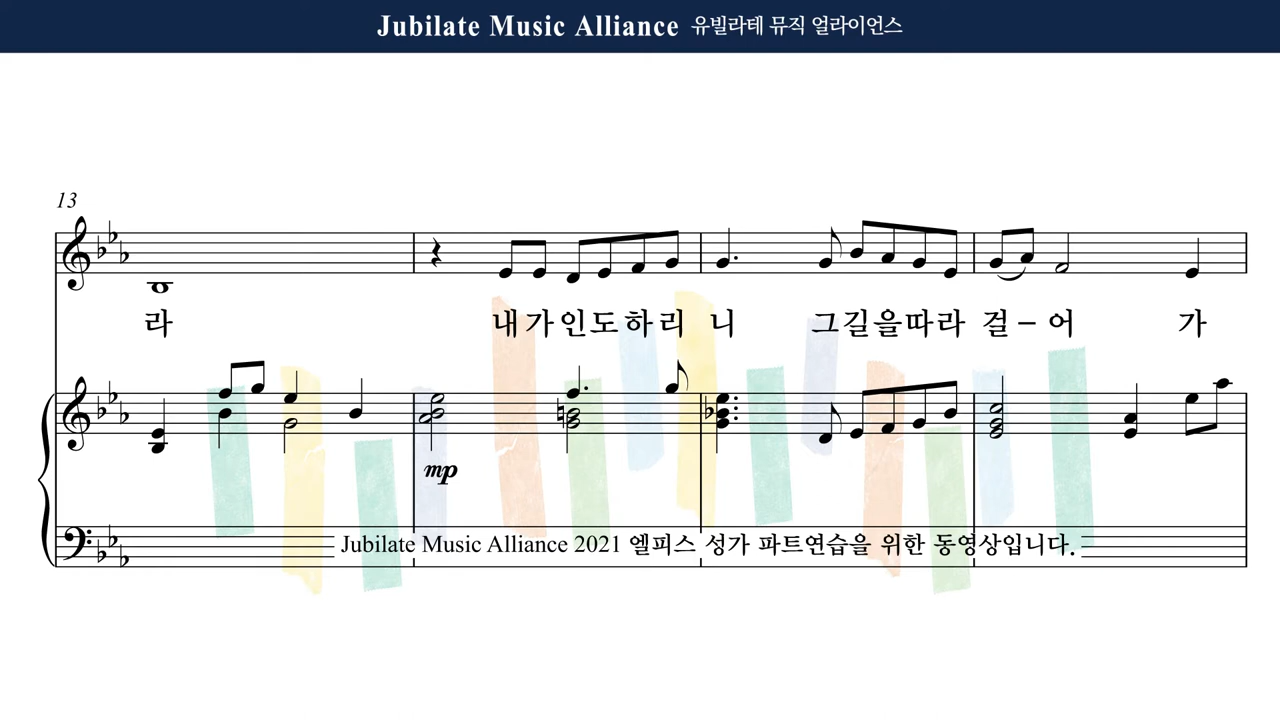 Jubilate Music Alliance 유빌라테 뮤직 얼라이언스
13
라 내가인도하리 니 그길을따라 걸 – 어 가
mp
Jubilate Music Alliance 2021 엘피스 성가 파트연습을 위한 동영상입니다.